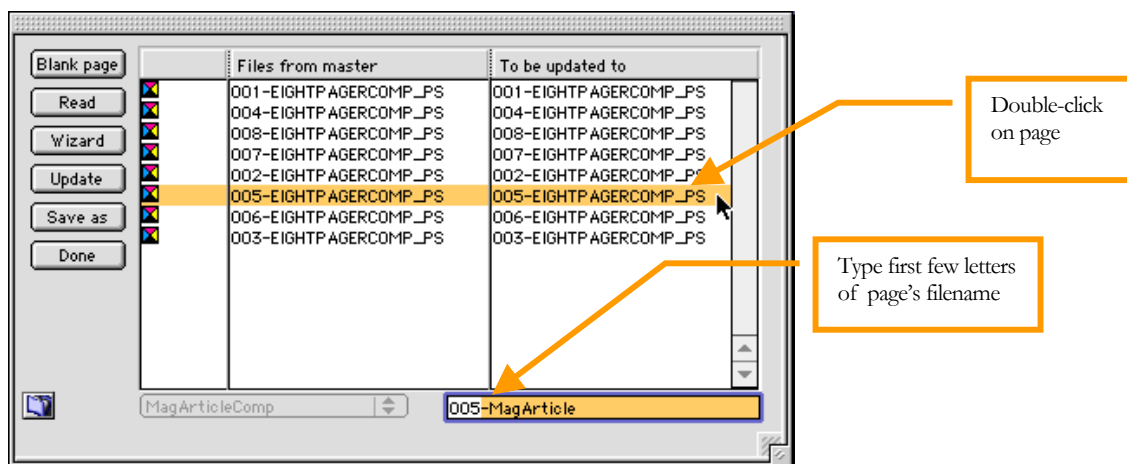 Blank page
Read
Wizard
Update
Save as
Done
Files from master To be updated to
001-EIGHTPAGERCOMP_PS 001-EIGHTPAGERCOMP_PS
004-EIGHTPAGERCOMP_PS 004-EIGHTPAGERCOMP_PS
008-EIGHTPAGERCOMP_PS 008-EIGHTPAGERCOMP_PS
007-EIGHTPAGERCOMP_PS 007-EIGHTPAGERCOMP_PS
002-EIGHTPAGERCOMP_PS 002-EIGHTPAGERCOMP_PS
005-EIGHTPAGERCOMP_PS 005-EIGHTPAGERCOMP_PS
006-EIGHTPAGERCOMP_PS 006-EIGHTPAGERCOMP_PS
003-EIGHTPAGERCOMP_PS 003-EIGHTPAGERCOMP_PS
MagArticleComp 005-MagArticle
Double-click
on page
Type first few letters
of page’s filename